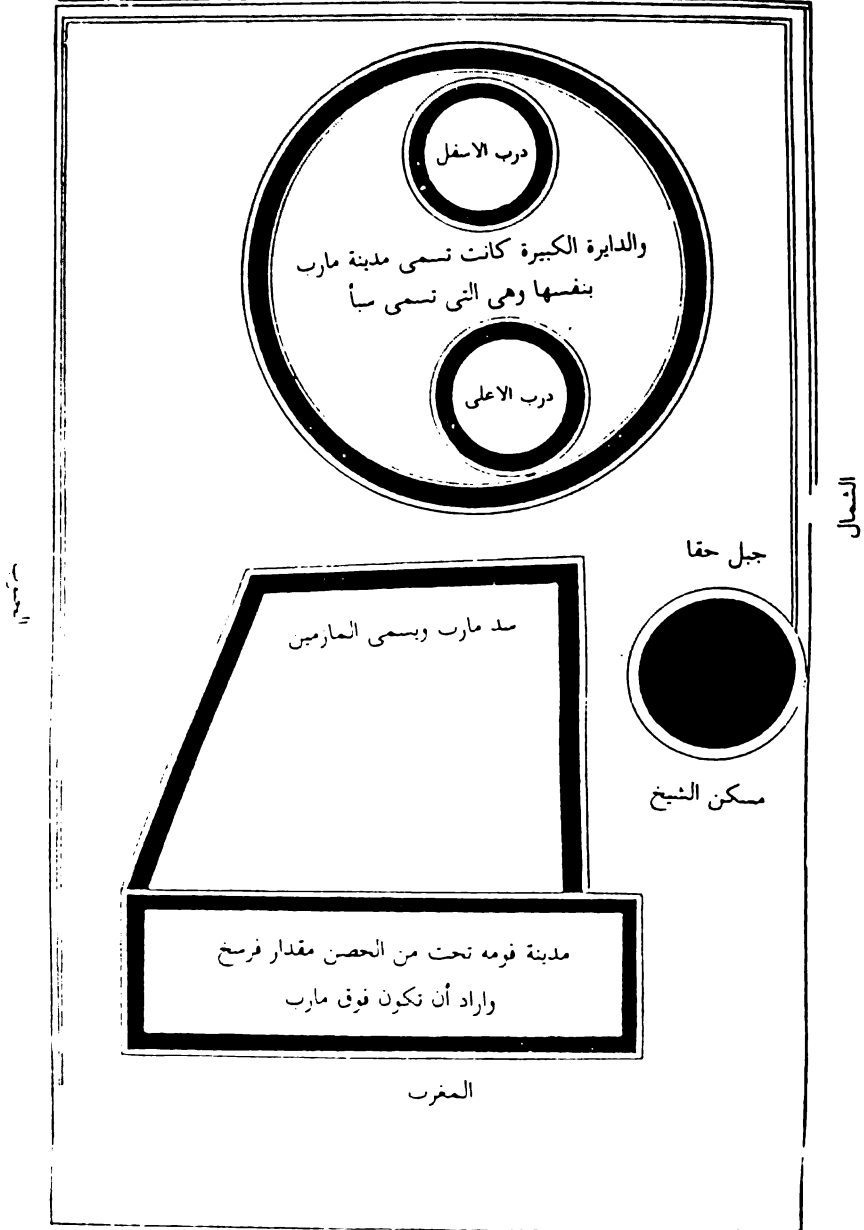 درب الاسفل
والدايرة الكبيرة كانت تسمى مدينة مارب
بنفسها وهى التى تسمى سبأ
درب الاعلى
الشمال
جبل حقا
سد مارب ويسمى المازمين
مسكن الشيخ
مدينة فومه تحت من الحصن مقدار فرسخ
واراد أن تكون فوق مارب
المغرب